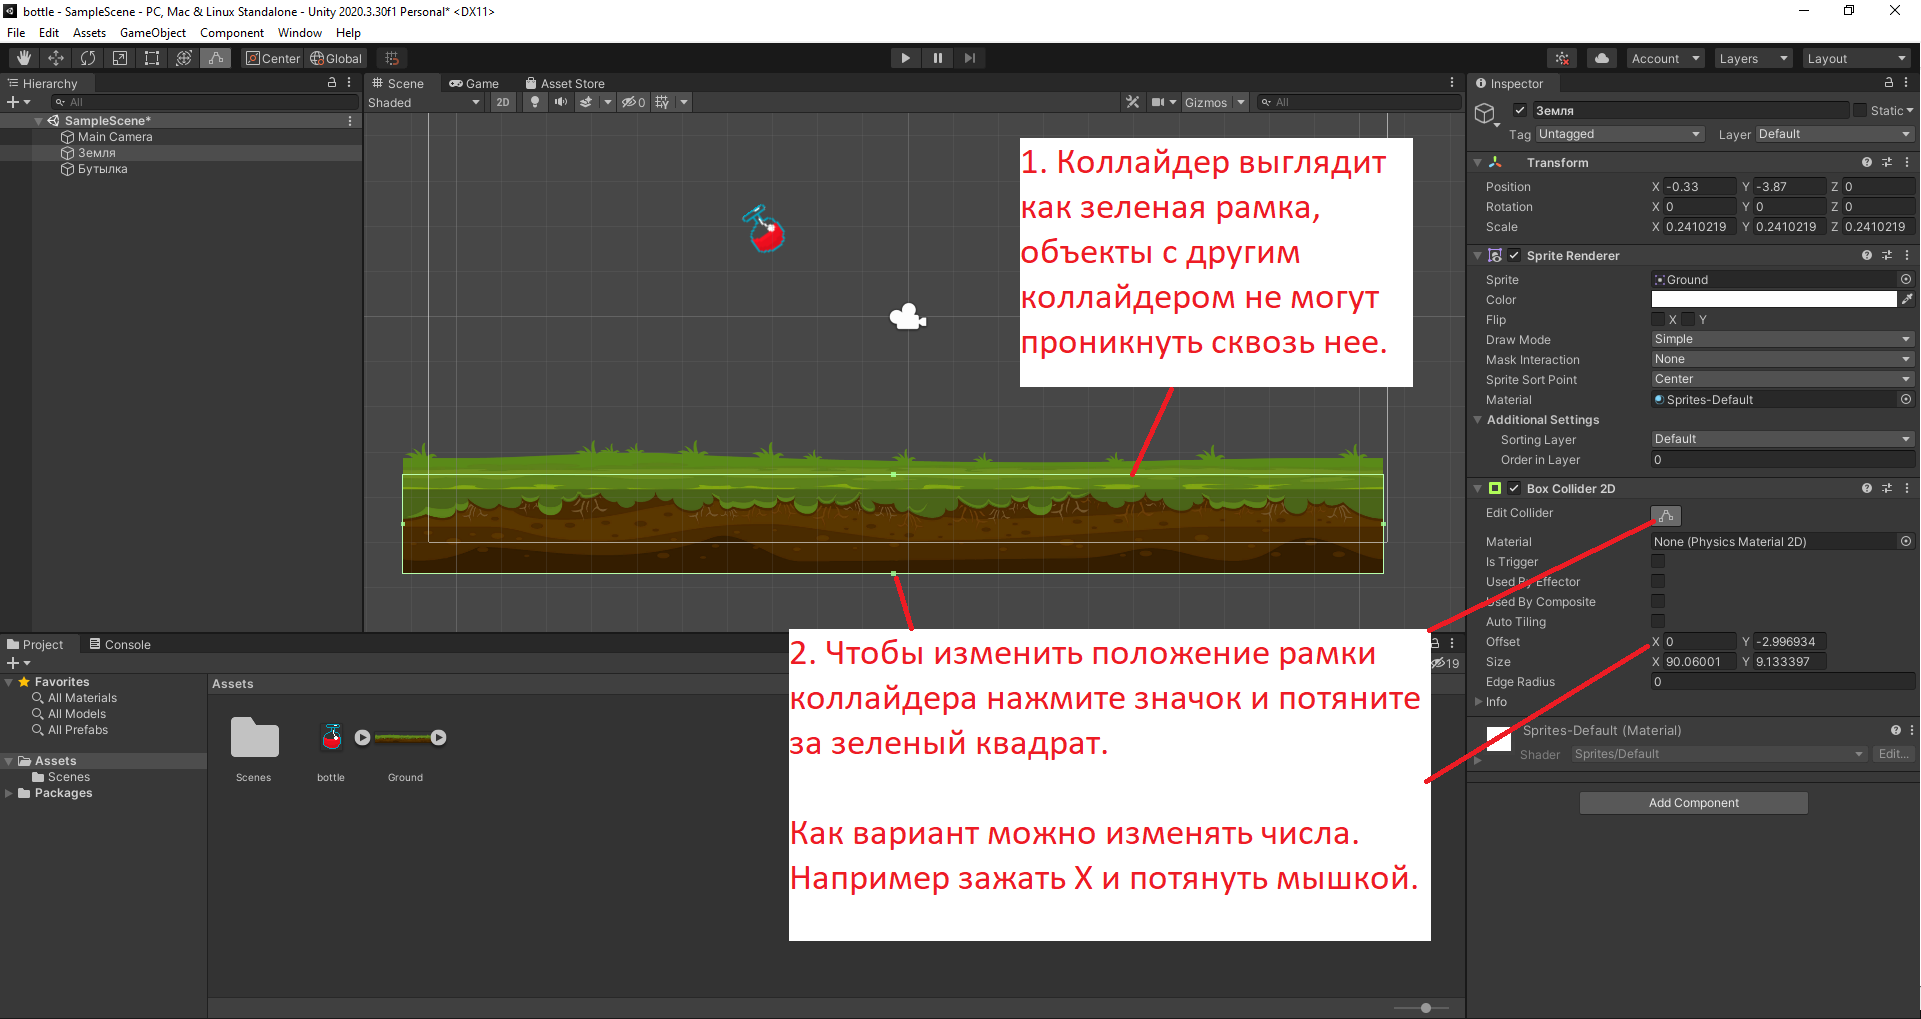 bottle - SampleScene - PC, Mac & Linux Standalone - Unity 2020.3.30f1 Personal* <DX11>
File Edit Assets GameObject Component Window Help
Center Global Account Layers Layout
Hierarchy
All
SampleScene*
Main Camera
Земля
Бутылка
Scene Game Asset Store
Shaded 2D 0 Gizmos All
1. Коллайдер выглядит
как зеленая рамка,
объекты с другим
коллайдером не могут
проникнуть сквозь нее.
2. Чтобы изменить положение рамки
коллайдера нажмите значок и потяните
за зеленый квадрат.
Как вариант можно изменять числа.
Например зажать X и потянуть мышкой.
Project Console
19
Favorites
All Materials
All Models
All Prefabs
Assets
Scenes
Packages
Assets
Scenes bottle Ground
Inspector
Земля Static
Tag Untagged Layer Default
Transform
Position X -0.33 Y -3.87 Z 0
Rotation X 0 Y 0 Z 0
Scale X 0.2410219 Y 0.2410219 Z 0.2410219
Sprite Renderer
Sprite Ground
Color
Flip X Y
Draw Mode Simple
Mask Interaction None
Sprite Sort Point Center
Material Sprites-Default
Additional Settings
Sorting Layer Default
Order in Layer 0
Box Collider 2D
Edit Collider
Material None (Physics Material 2D)
Is Trigger
Used By Effector
Used By Composite
Auto Tiling
Offset X 0 Y -2.996934
Size X 90.06001 Y 9.133397
Edge Radius 0
Info
Sprites-Default (Material)
Shader Sprites/Default Edit...
Add Component